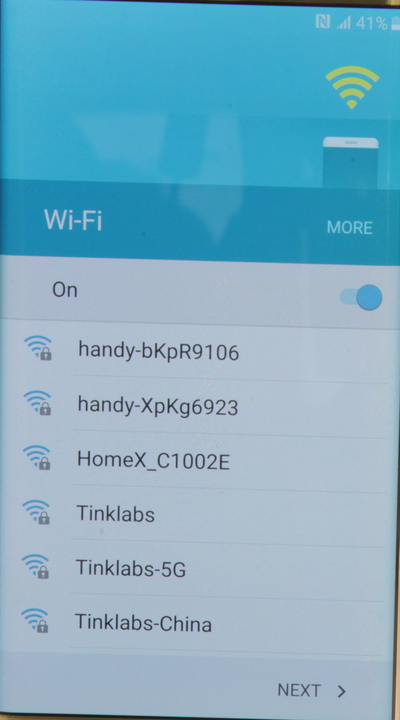 41%
Wi-Fi
MORE
On
handy-bKpR9106
handy-XpKg6923
HomeX_C1002E
Tinklabs
Tinklabs-5G
Tinklabs-China
NEXT